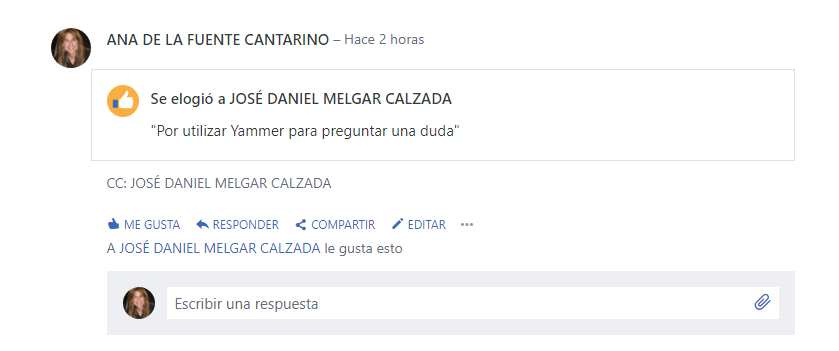 ANA DE LA FUENTE CANTARINO – Hace 2 horas
Se elogió a JOSÉ DANIEL MELGAR CALZADA
"Por utilizar Yammer para preguntar una duda"
CC: JOSÉ DANIEL MELGAR CALZADA
ME GUSTA RESPONDER COMPARTIR EDITAR •••
A JOSÉ DANIEL MELGAR CALZADA le gusta esto
Escribir una respuesta